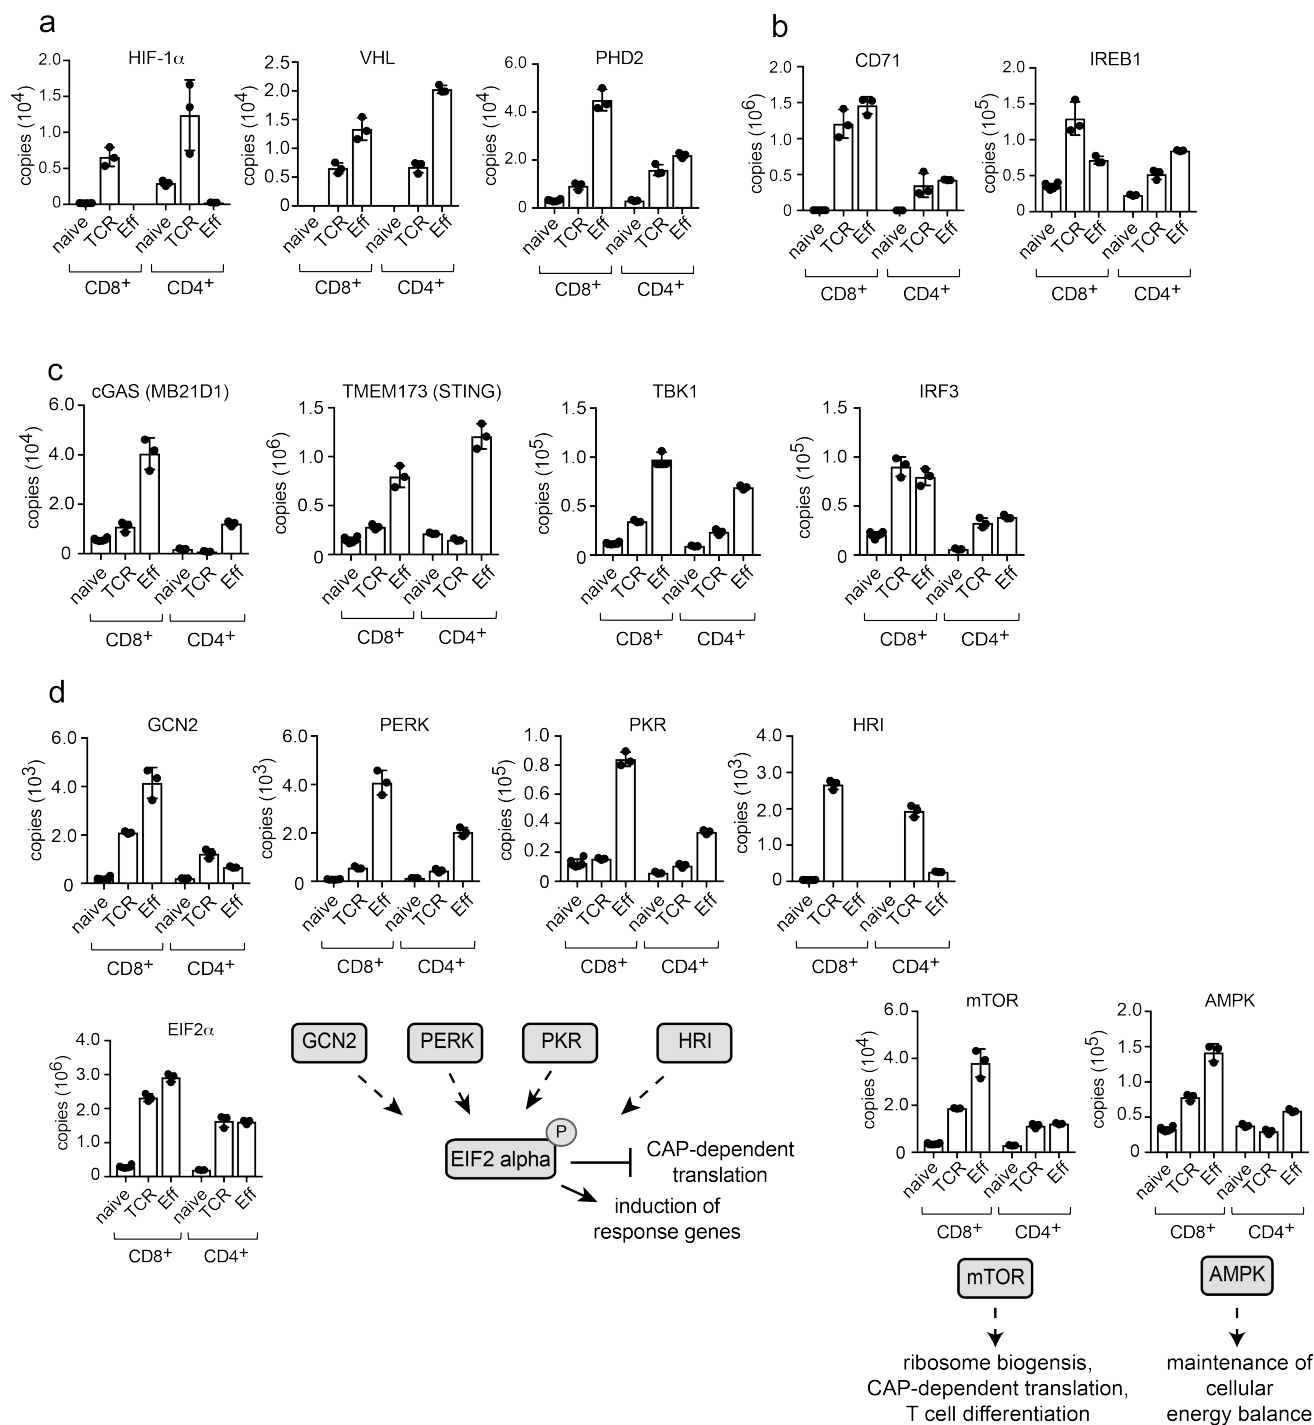 a
HIF-1α
copies (10⁴)
2.0
1.5
1.0
0.5
0
naive
TCR
Eff
naive
TCR
Eff
CD8⁺
CD4⁺
VHL
copies (10⁴)
2.5
2.0
1.5
1.0
0.5
0
naive
TCR
Eff
naive
TCR
Eff
CD8⁺
CD4⁺
PHD2
copies (10⁴)
6.0
4.0
2.0
0
naive
TCR
Eff
naive
TCR
Eff
CD8⁺
CD4⁺
b
CD71
copies (10⁶)
2.0
1.5
1.0
0.5
0
naive
TCR
Eff
naive
TCR
Eff
CD8⁺
CD4⁺
IREB1
copies (10⁵)
2.0
1.5
1.0
0.5
0
naive
TCR
Eff
naive
TCR
Eff
CD8⁺
CD4⁺
c
cGAS (MB21D1)
copies (10⁴)
6.0
4.0
2.0
0
naive
TCR
Eff
naive
TCR
Eff
CD8⁺
CD4⁺
TMEM173 (STING)
copies (10⁶)
1.5
1.0
0.5
0
naive
TCR
Eff
naive
TCR
Eff
CD8⁺
CD4⁺
TBK1
copies (10⁵)
1.5
1.0
0.5
0
naive
TCR
Eff
naive
TCR
Eff
CD8⁺
CD4⁺
IRF3
copies (10⁵)
1.5
1.0
0.5
0
naive
TCR
Eff
naive
TCR
Eff
CD8⁺
CD4⁺
d
GCN2
copies (10³)
6.0
4.0
2.0
0
naive
TCR
Eff
naive
TCR
Eff
CD8⁺
CD4⁺
PERK
copies (10³)
6.0
4.0
2.0
0
naive
TCR
Eff
naive
TCR
Eff
CD8⁺
CD4⁺
PKR
copies (10⁵)
1.0
0.8
0.6
0.4
0.2
0
naive
TCR
Eff
naive
TCR
Eff
CD8⁺
CD4⁺
HRI
copies (10³)
4.0
3.0
2.0
1.0
0
naive
TCR
Eff
naive
TCR
Eff
CD8⁺
CD4⁺
EIF2α
copies (10⁶)
4.0
3.0
2.0
1.0
0
naive
TCR
Eff
naive
TCR
Eff
CD8⁺
CD4⁺
GCN2
PERK
PKR
HRI
P
EIF2 alpha
CAP-dependent
translation
induction of
response genes
mTOR
copies (10⁴)
6.0
4.0
2.0
0
naive
TCR
Eff
naive
TCR
Eff
CD8⁺
CD4⁺
mTOR
ribosome biogensis,
CAP-dependent translation,
T cell differentiation
AMPK
copies (10⁵)
2.0
1.5
1.0
0.5
0
naive
TCR
Eff
naive
TCR
Eff
CD8⁺
CD4⁺
AMPK
maintenance of
cellular
energy balance